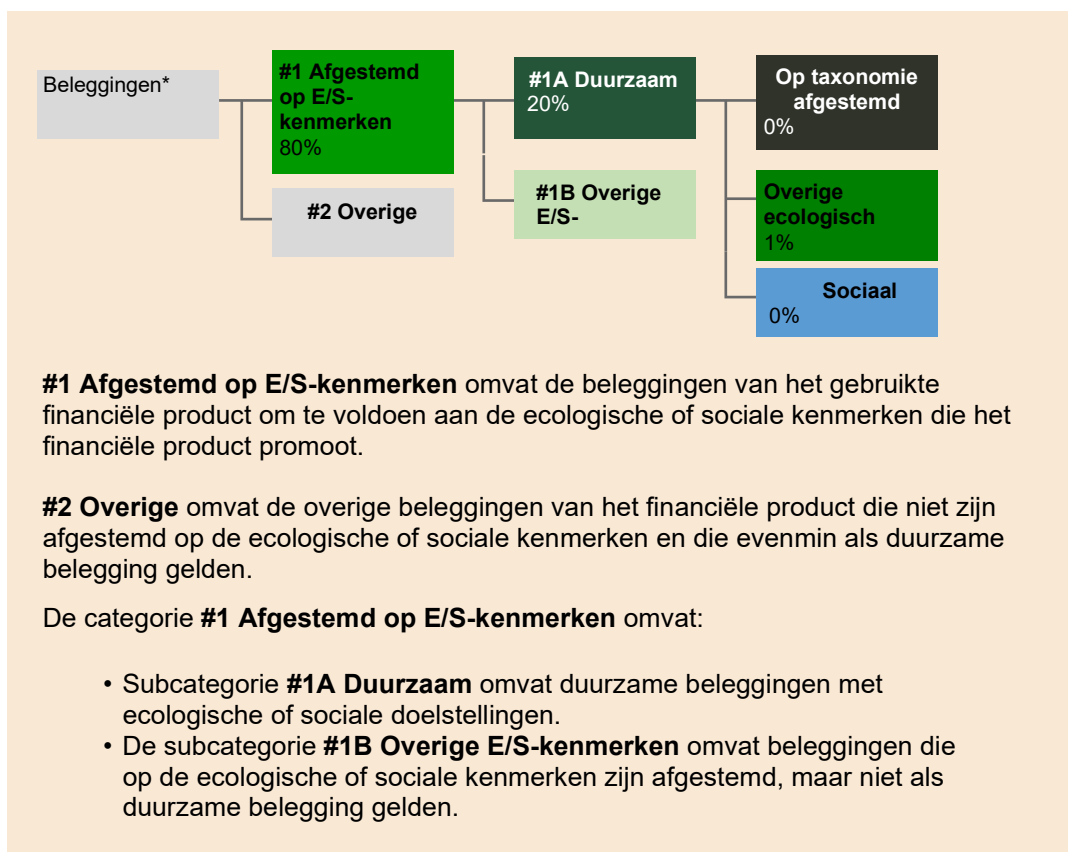 Beleggingen*
#1 Afgestemd
op E/S-
kenmerken
80%
#2 Overige
#1A Duurzaam
20%
#1B Overige
E/S-
Op taxonomie
afgestemd
0%
Overige
ecologisch
1%
Sociaal
0%
#1 Afgestemd op E/S-kenmerken omvat de beleggingen van het gebruikte
financiële product om te voldoen aan de ecologische of sociale kenmerken die het
financiële product promoot.
#2 Overige omvat de overige beleggingen van het financiële product die niet zijn
afgestemd op de ecologische of sociale kenmerken en die evenmin als duurzame
belegging gelden.
De categorie #1 Afgestemd op E/S-kenmerken omvat:
• Subcategorie #1A Duurzaam omvat duurzame beleggingen met
ecologische of sociale doelstellingen.
• De subcategorie #1B Overige E/S-kenmerken omvat beleggingen die
op de ecologische of sociale kenmerken zijn afgestemd, maar niet als
duurzame belegging gelden.